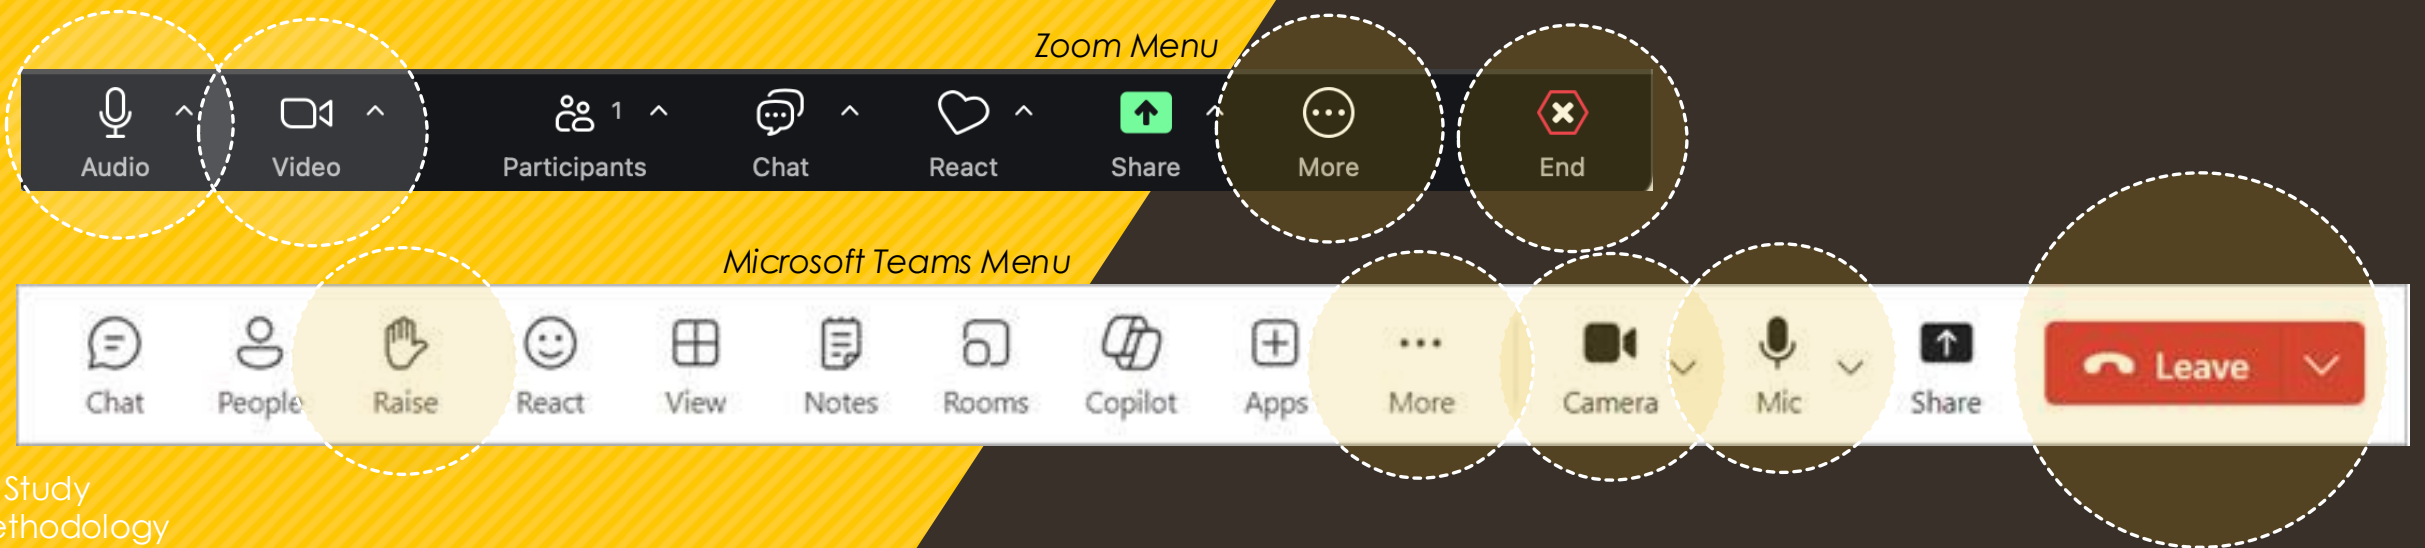 Zoom Menu
Audio Video Participants 1 Chat React Share More End
Microsoft Teams Menu
Chat People Raise React View Notes Rooms Copilot Apps More Camera Mic Share Leave
Study
ethodology